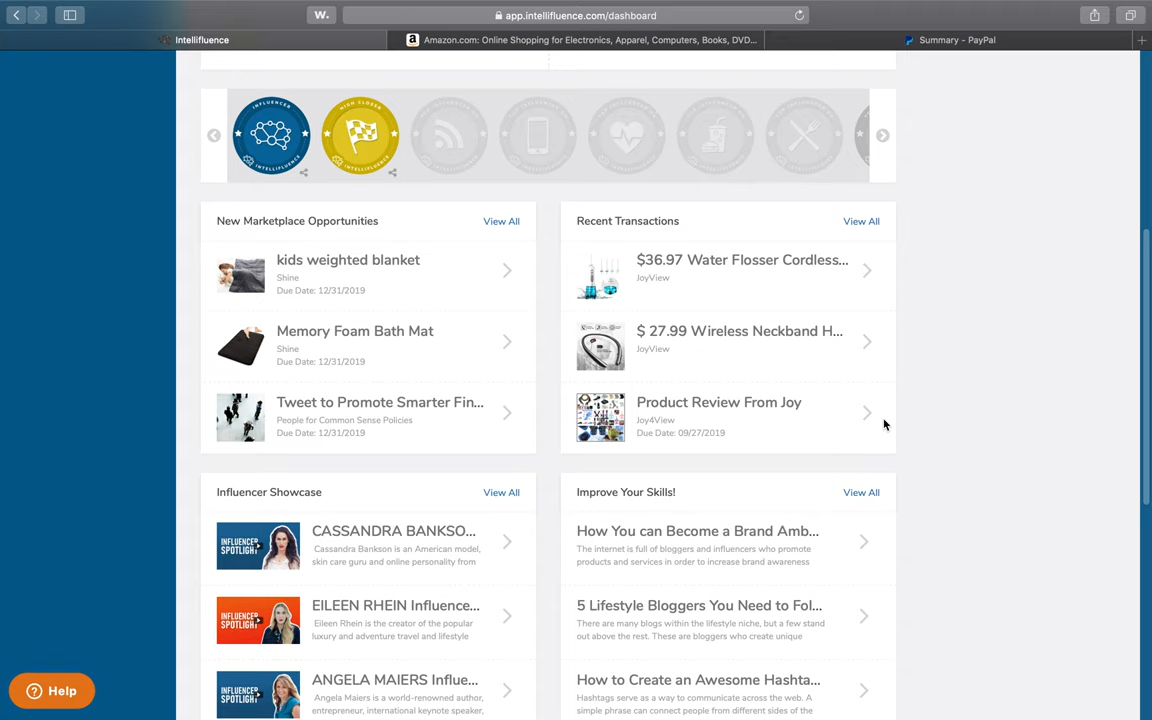 W.
app.intellifluence.com/dashboard
Intellifluence
Amazon.com: Online Shopping for Electronics, Apparel, Computers, Books, DVD...
Summary - PayPal
INFLUENCER
INTELLIFLUENCE
HIGH CLOSER
INTELLIFLUENCE
New Marketplace Opportunities
View All
kids weighted blanket
Shine
Due Date: 12/31/2019
Memory Foam Bath Mat
Shine
Due Date: 12/31/2019
Tweet to Promote Smarter Fin...
People for Common Sense Policies
Due Date: 12/31/2019
Recent Transactions
View All
$36.97 Water Flosser Cordless...
JoyView
$ 27.99 Wireless Neckband H...
JoyView
Product Review From Joy
Joy4View
Due Date: 09/27/2019
Influencer Showcase
View All
INFLUENCER
SPOTLIGHT
CASSANDRA BANKSO...
Cassandra Bankson is an American model,
skin care guru and online personality from
INFLUENCER
SPOTLIGHT
EILEEN RHEIN Influence...
Eileen Rhein is the creator of the popular
luxury and adventure travel and lifestyle
INFLUENCER
SPOTLIGHT
ANGELA MAIERS Influe...
Angela Maiers is a world-renowned author,
entrepreneur, international keynote speaker,
Improve Your Skills!
View All
How You can Become a Brand Amb...
The internet is full of bloggers and influencers who promote
products and services in order to increase brand awareness
5 Lifestyle Bloggers You Need to Fol...
There are many blogs within the lifestyle niche, but a few stand
out above the rest. These are bloggers who create unique
How to Create an Awesome Hashta...
Hashtags serve as a way to communicate across the web. A
simple phrase can connect people from different sides of the
Help